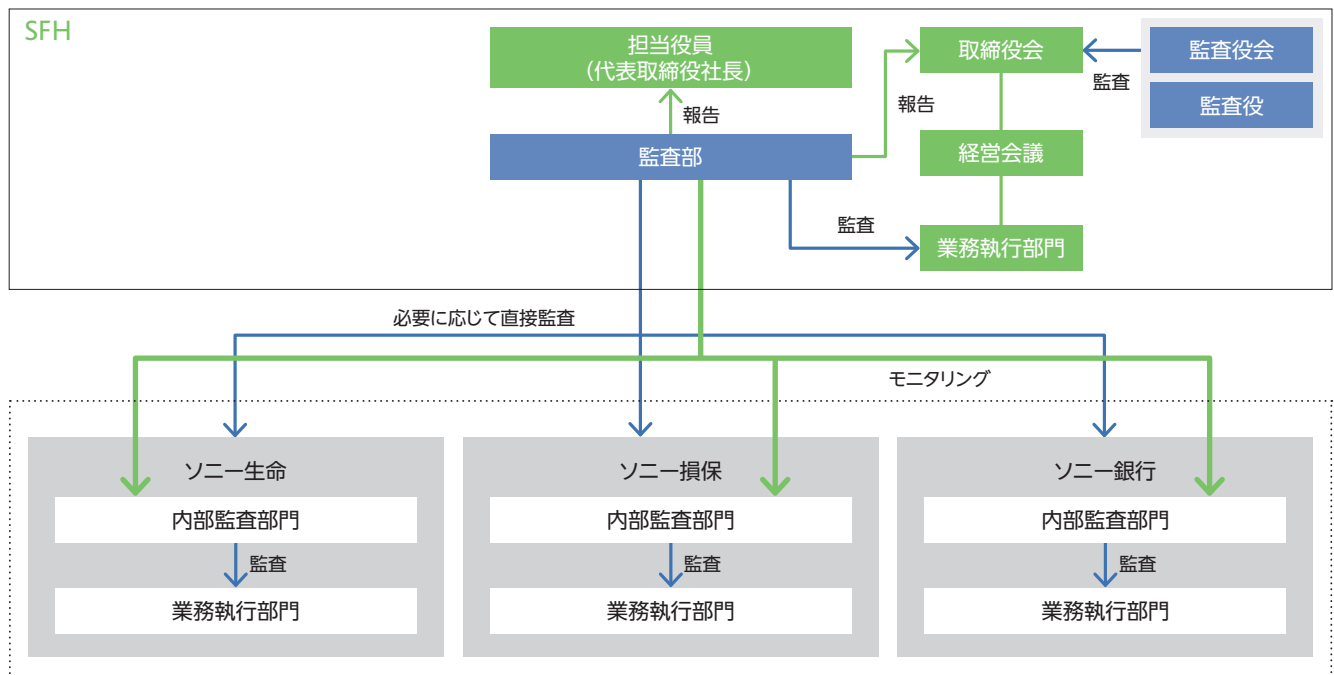 SFH
担当役員
（代表取締役社長）
取締役会
監査役会
監査
監査役
報告
報告
監査部
経営会議
監査
業務執行部門
必要に応じて直接監査
モニタリング
ソニー生命
内部監査部門
監査
業務執行部門
ソニー損保
内部監査部門
監査
業務執行部門
ソニー銀行
内部監査部門
監査
業務執行部門